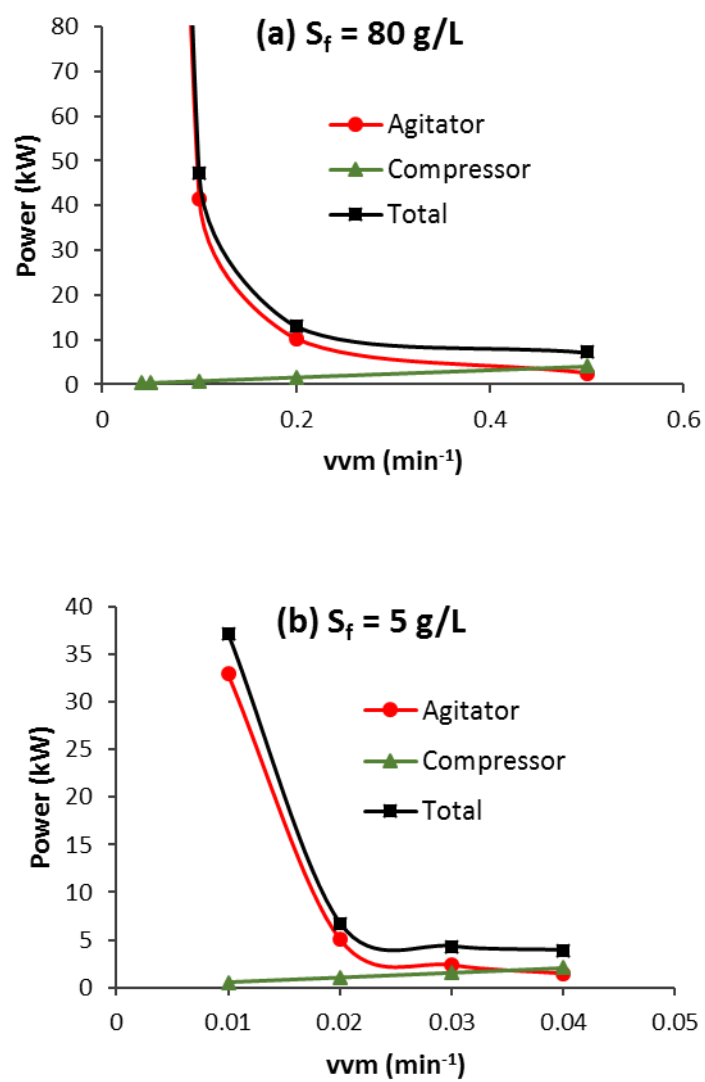 (a) S_f = 80 g/L
80
70
60
50
40
30
20
10
0
Power (kW)
Agitator
Compressor
Total
0 0.2 0.4 0.6
vvm (min⁻¹)
(b) S_f = 5 g/L
40
35
30
25
20
15
10
5
0
Power (kW)
Agitator
Compressor
Total
0 0.01 0.02 0.03 0.04 0.05
vvm (min⁻¹)